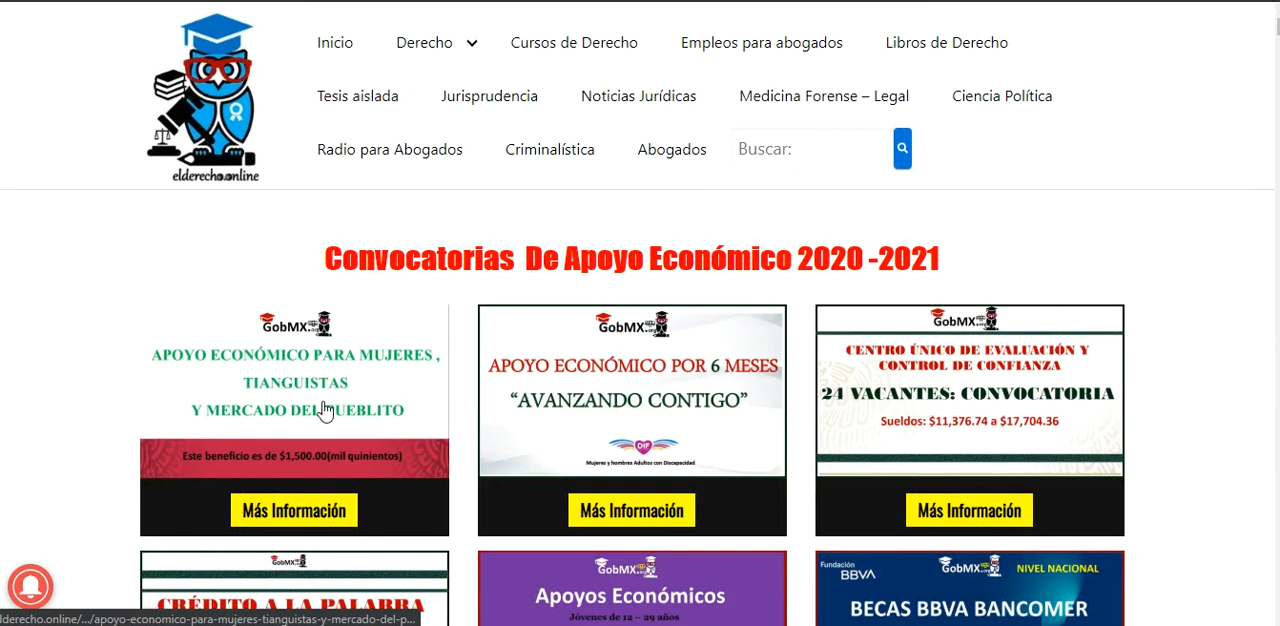 Inicio
Derecho
Cursos de Derecho
Empleos para abogados
Libros de Derecho
Tesis aislada
Jurisprudencia
Noticias Jurídicas
Medicina Forense – Legal
Ciencia Política
Radio para Abogados
Criminalística
Abogados
Buscar:
elderecho.online
Convocatorias De Apoyo Económico 2020 -2021
GobMX.org
APOYO ECONÓMICO PARA MUJERES ,
TIANGUISTAS
Y MERCADO DEL PUEBLITO
Este beneficio es de $1,500.00(mil quinientos)
Más Información
GobMX.org
APOYO ECONÓMICO POR 6 MESES
“AVANZANDO CONTIGO”
DIF
Mujeres y hombres Adultos con Discapacidad
Más Información
GobMX.org
CENTRO ÚNICO DE EVALUACIÓN Y
CONTROL DE CONFIANZA
24 VACANTES: CONVOCATORIA
Sueldos: $11,376.74 a $17,704.36
Más Información
GobMX
CRÉDITO A LA PALABRA
GobMX.org
Apoyos Económicos
Jóvenes de 12 – 29 años
Fundación
BBVA
GobMX.org
NIVEL NACIONAL
BECAS BBVA BANCOMER
lderecho.online/.../apoyo-economico-para-mujeres-tianguistas-y-mercado-del-p...